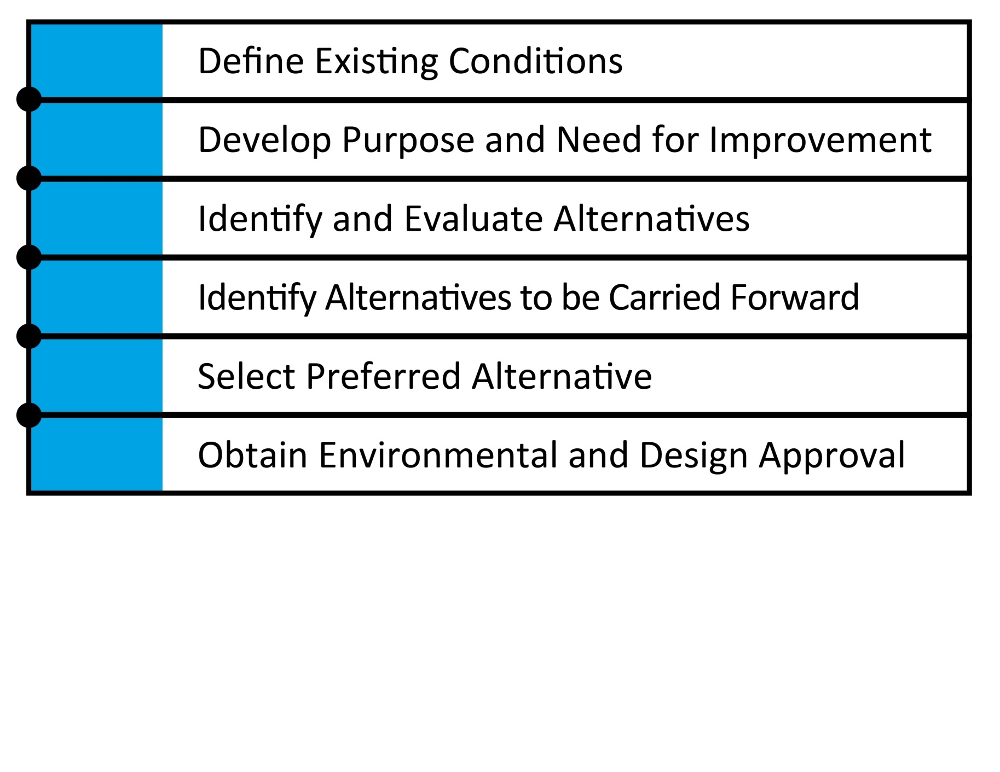 Define Existing Conditions
Develop Purpose and Need for Improvement
Identify and Evaluate Alternatives
Identify Alternatives to be Carried Forward
Select Preferred Alternative
Obtain Environmental and Design Approval